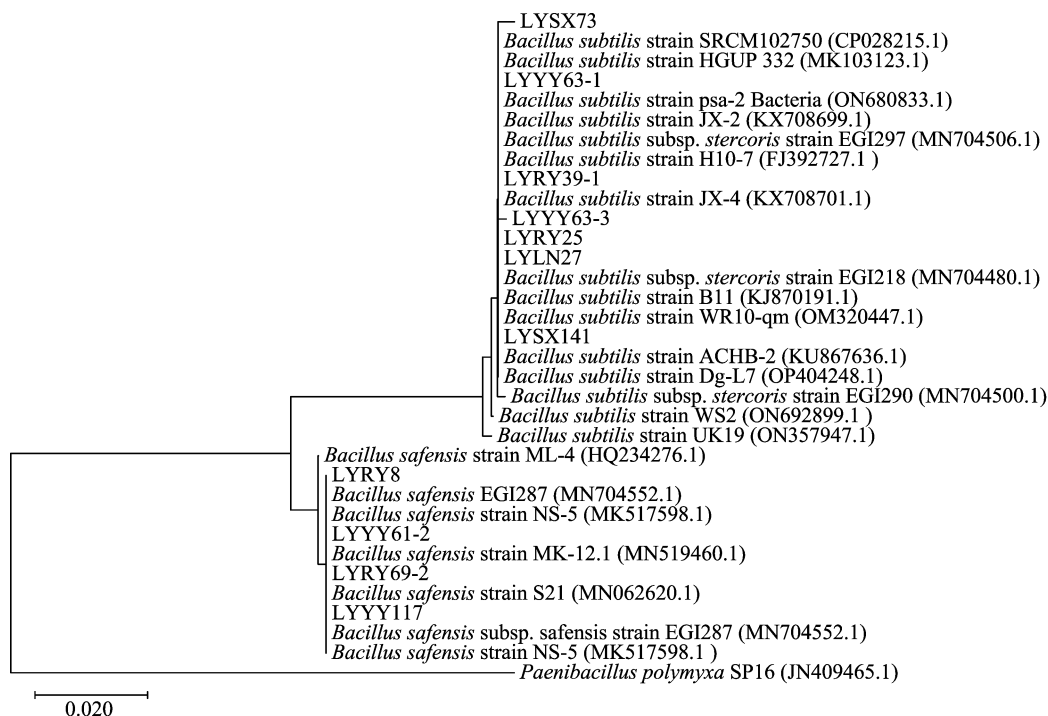 LYSX73
Bacillus subtilis strain SRCM102750 (CP028215.1)
Bacillus subtilis strain HGUP 332 (MK103123.1)
LYYY63-1
Bacillus subtilis strain psa-2 Bacteria (ON680833.1)
Bacillus subtilis strain JX-2 (KX708699.1)
Bacillus subtilis subsp. stercoris strain EGI297 (MN704506.1)
Bacillus subtilis strain H10-7 (FJ392727.1 )
LYRY39-1
Bacillus subtilis strain JX-4 (KX708701.1)
LYYY63-3
LYRY25
LYLN27
Bacillus subtilis subsp. stercoris strain EGI218 (MN704480.1)
Bacillus subtilis strain B11 (KJ870191.1)
Bacillus subtilis strain WR10-qm (OM320447.1)
LYSX141
Bacillus subtilis strain ACHB-2 (KU867636.1)
Bacillus subtilis strain Dg-L7 (OP404248.1)
Bacillus subtilis subsp. stercoris strain EGI290 (MN704500.1)
Bacillus subtilis strain WS2 (ON692899.1 )
Bacillus subtilis strain UK19 (ON357947.1)
Bacillus safensis strain ML-4 (HQ234276.1)
LYRY8
Bacillus safensis EGI287 (MN704552.1)
Bacillus safensis strain NS-5 (MK517598.1)
LYYY61-2
Bacillus safensis strain MK-12.1 (MN519460.1)
LYRY69-2
Bacillus safensis strain S21 (MN062620.1)
LYYY117
Bacillus safensis subsp. safensis strain EGI287 (MN704552.1)
Bacillus safensis strain NS-5 (MK517598.1 )
Paenibacillus polymyxa SP16 (JN409465.1)
0.020